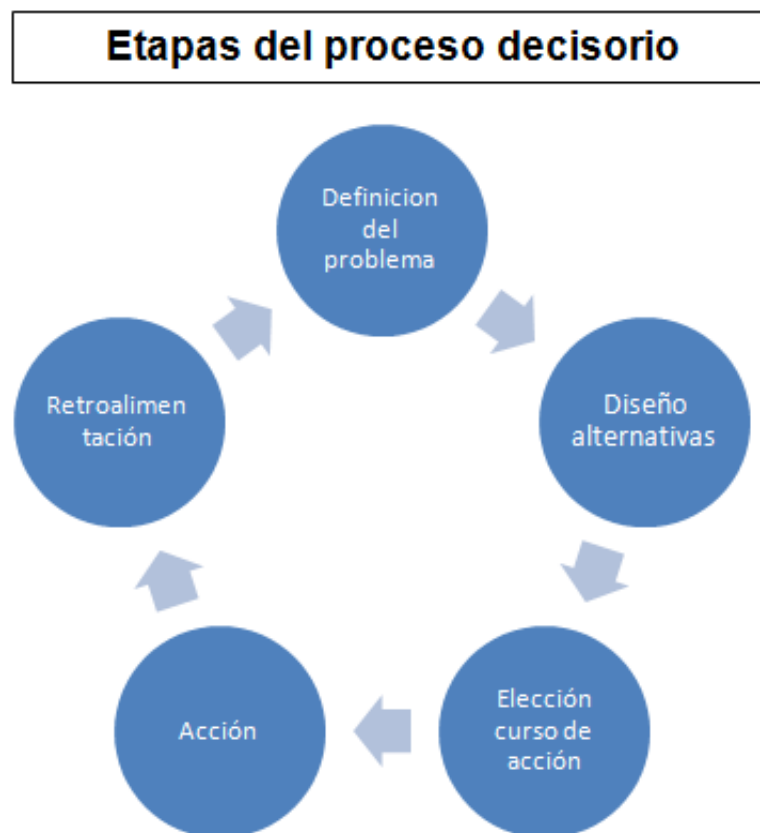 Etapas del proceso decisorio
Definicion
del
problema
Diseño
alternativas
Elección
curso de
acción
Acción
Retroalimen
tación